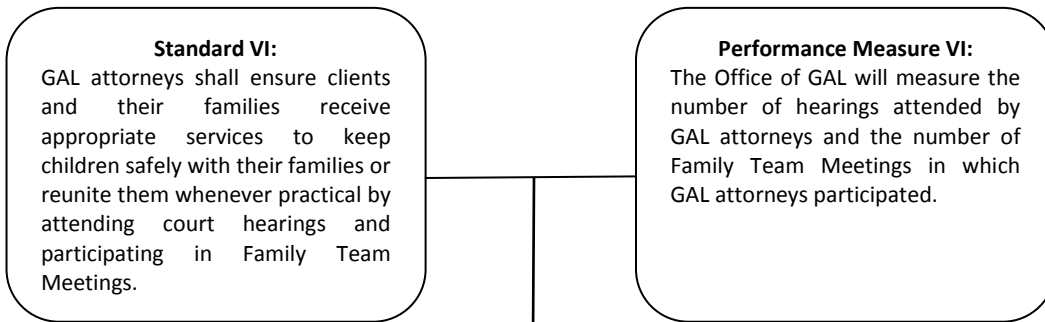 Standard VI:
GAL attorneys shall ensure clients
and their families receive
appropriate services to keep
children safely with their families or
reunite them whenever practical by
attending court hearings and
participating in Family Team
Meetings.
Performance Measure VI:
The Office of GAL will measure the
number of hearings attended by
GAL attorneys and the number of
Family Team Meetings in which
GAL attorneys participated.